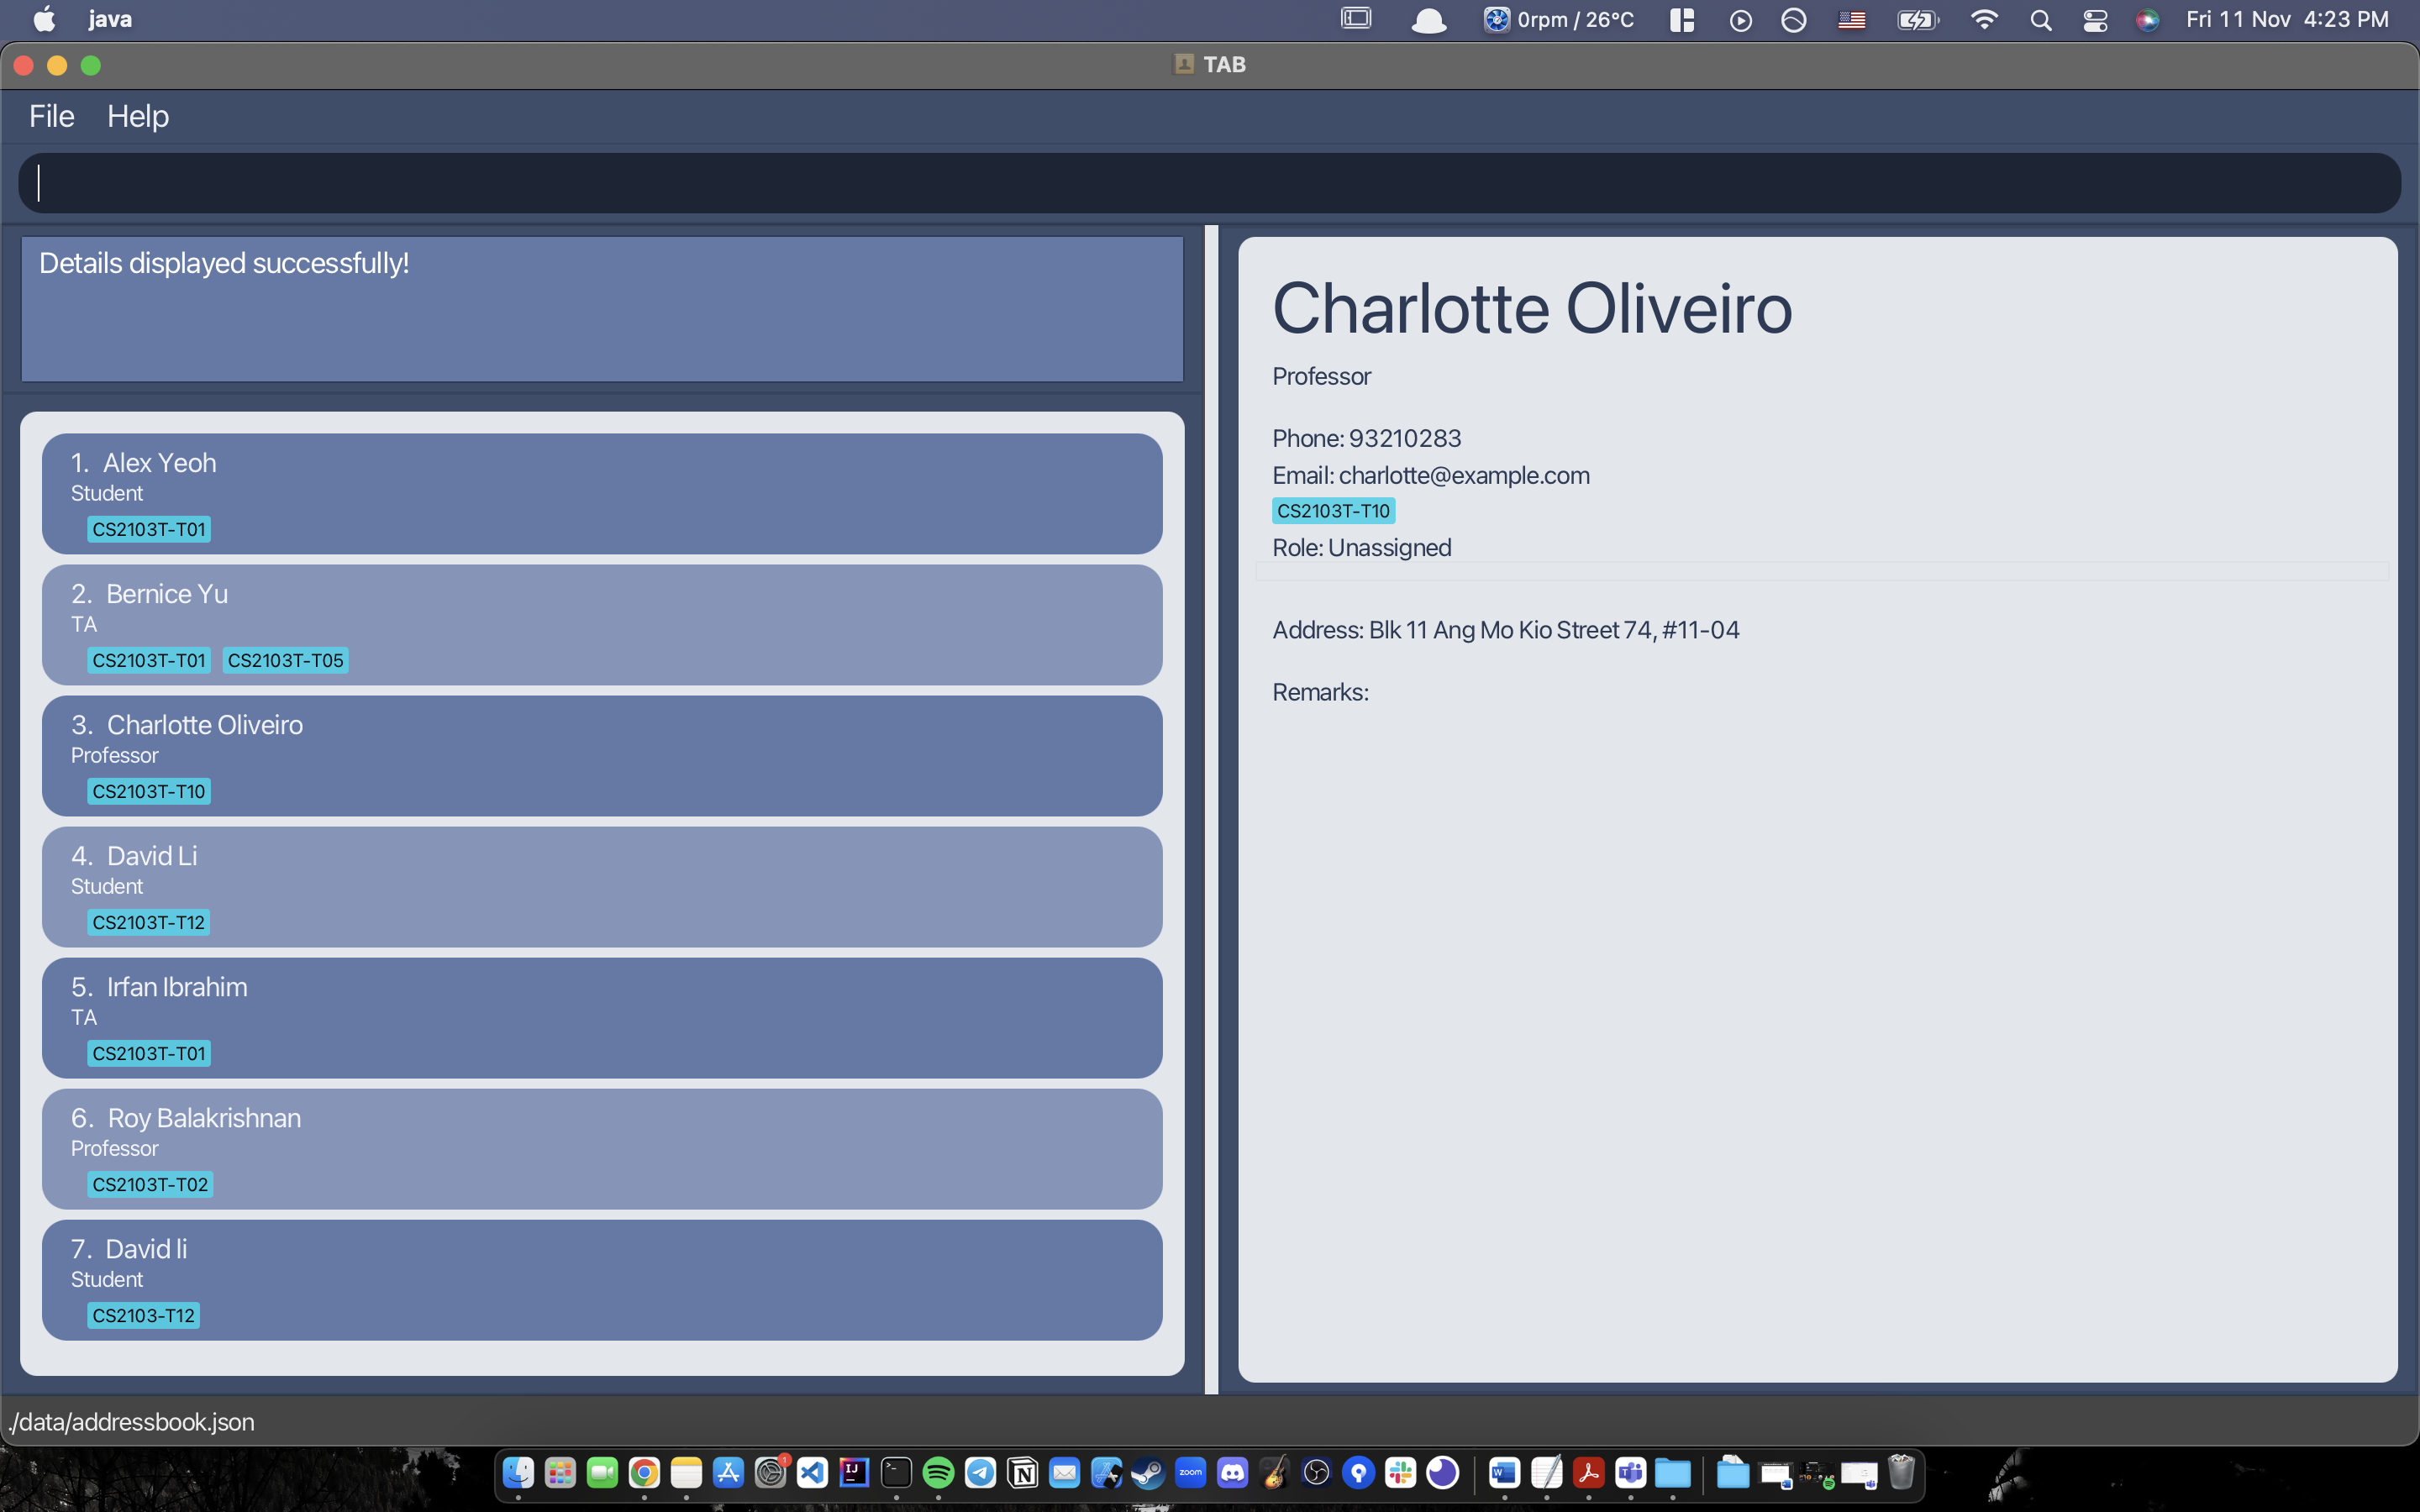 java
0rpm / 26°C
Fri 11 Nov 4:23 PM
TAB
File Help
Details displayed successfully!
1. Alex Yeoh
Student
CS2103T-T01
2. Bernice Yu
TA
CS2103T-T01 CS2103T-T05
3. Charlotte Oliveiro
Professor
CS2103T-T10
4. David Li
Student
CS2103T-T12
5. Irfan Ibrahim
TA
CS2103T-T01
6. Roy Balakrishnan
Professor
CS2103T-T02
7. David li
Student
CS2103-T12
Charlotte Oliveiro
Professor
Phone: 93210283
Email: charlotte@example.com
CS2103T-T10
Role: Unassigned
Address: Blk 11 Ang Mo Kio Street 74, #11-04
Remarks:
./data/addressbook.json
1
IJ
zoom
W